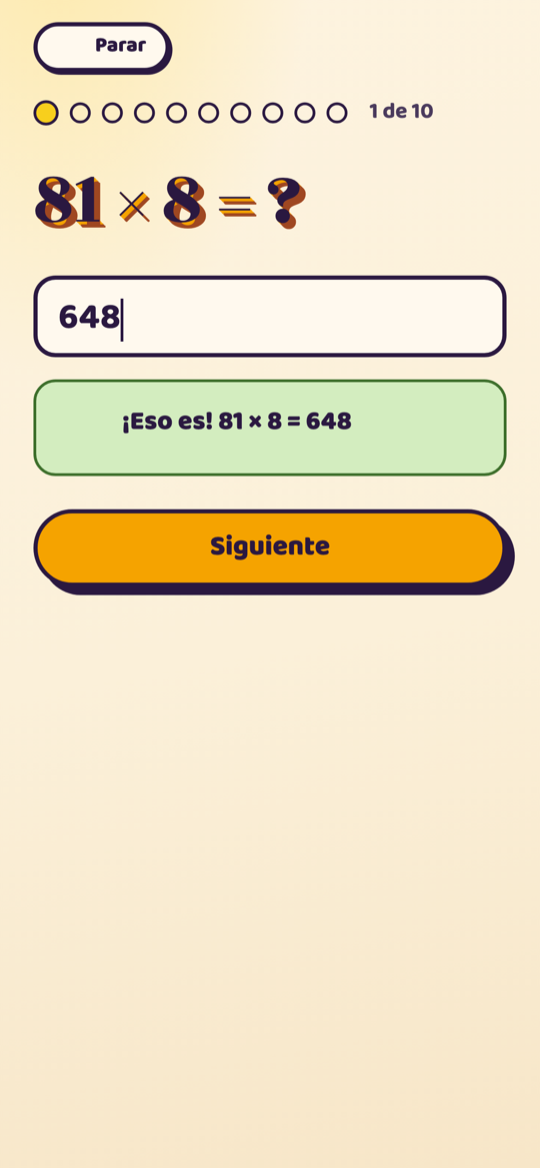 Parar
1 de 10
81 × 8 = ?
648
¡Eso es! 81 × 8 = 648
Siguiente